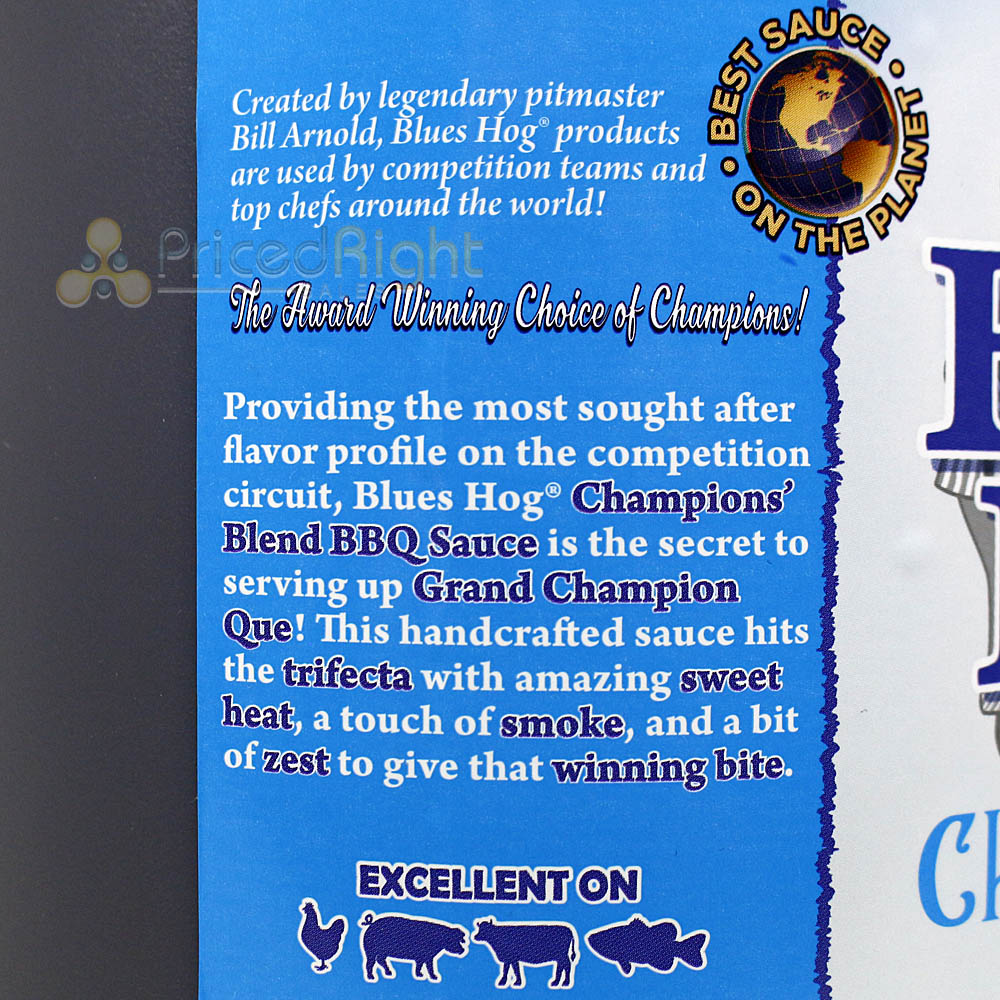 BEST SAUCE
• ON THE PLANET •
Created by legendary pitmaster
Bill Arnold, Blues Hog® products
are used by competition teams and
top chefs around the world!
PricedRight
The Award Winning Choice of Champions!
Providing the most sought after
flavor profile on the competition
circuit, Blues Hog® Champions’
Blend BBQ Sauce is the secret to
serving up Grand Champion
Que! This handcrafted sauce hits
the trifecta with amazing sweet
heat, a touch of smoke, and a bit
of zest to give that winning bite.
EXCELLENT ON
Ch